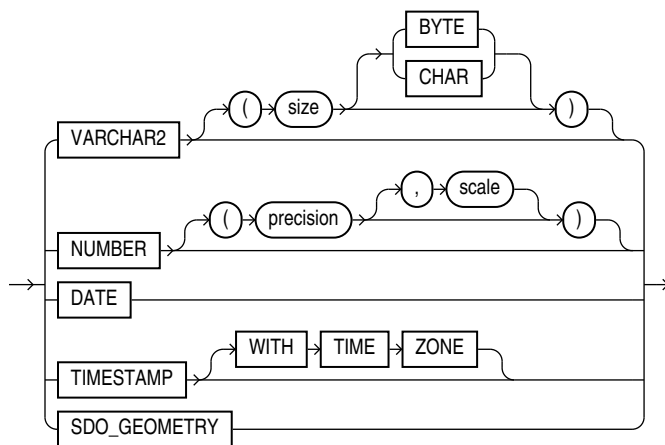 BYTE
CHAR
( size )
VARCHAR2
, scale
( precision )
NUMBER
DATE
WITH TIME ZONE
TIMESTAMP
SDO_GEOMETRY